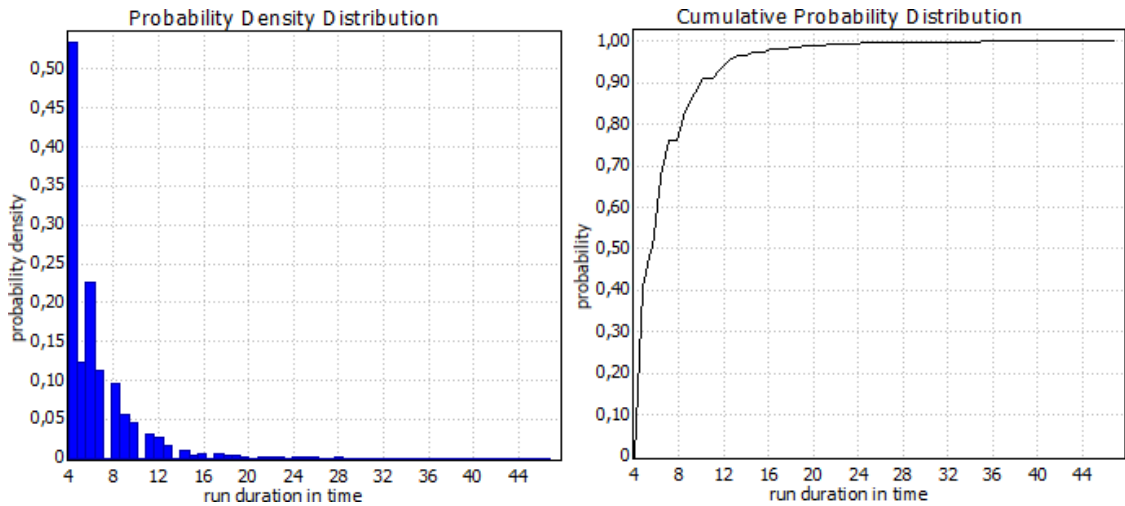 Probability Density Distribution
probability density
0,50
0,45
0,40
0,35
0,30
0,25
0,20
0,15
0,10
0,05
0
4 8 12 16 20 24 28 32 36 40 44
run duration in time
Cumulative Probability Distribution
probability
1,00
0,90
0,80
0,70
0,60
0,50
0,40
0,30
0,20
0,10
0
4 8 12 16 20 24 28 32 36 40 44
run duration in time